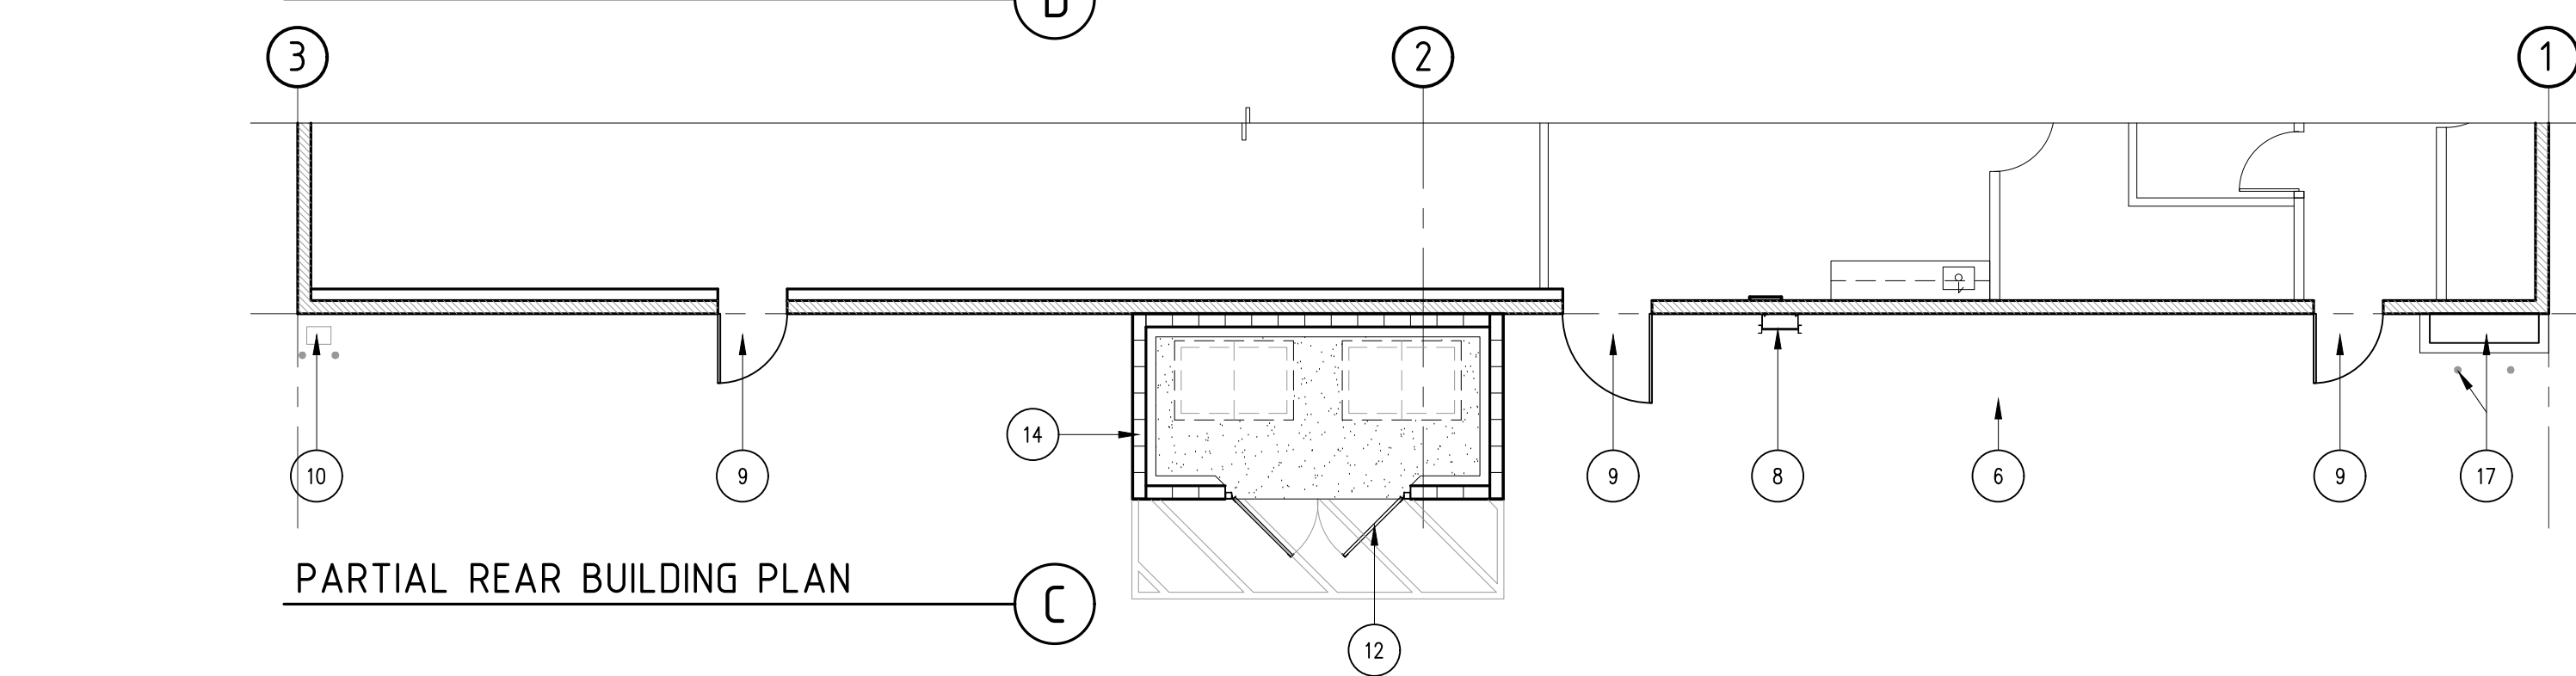 D
3 2 1
14
10 9 9 8 6 9 17
PARTIAL REAR BUILDING PLAN C
12